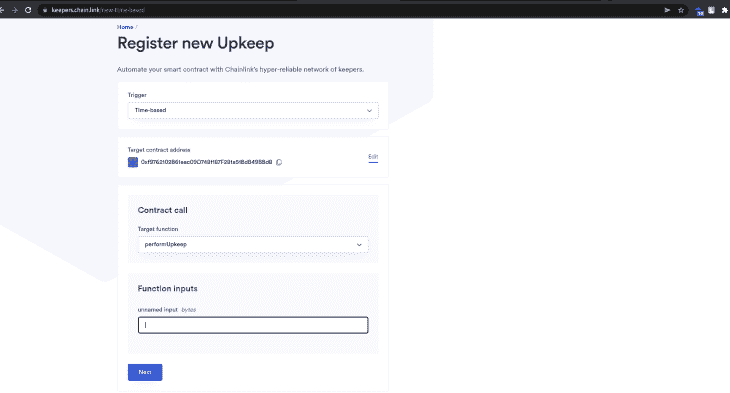 keepers.chain.link/new-time-based
Home /
Register new Upkeep
Automate your smart contract with Chainlink's hyper-reliable network of keepers.
Trigger
Time-based
Target contract address
Edit
Contract call
Target function
performUpkeep
Function inputs
unnamed input bytes
Next